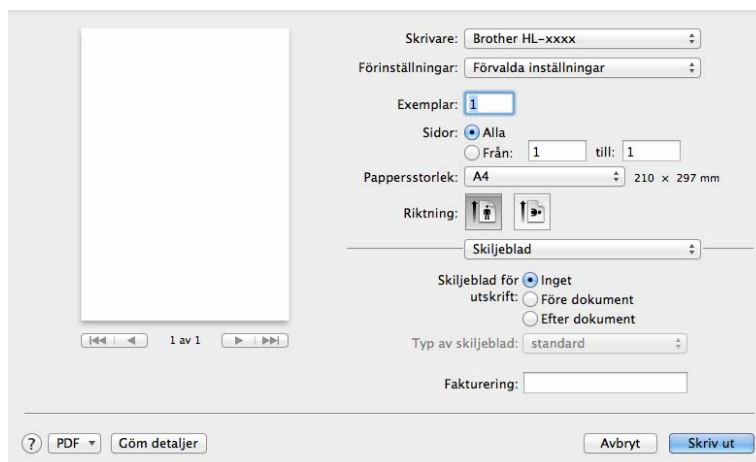 Skrivare: Brother HL-xxxx
Förinställningar: Förvalda inställningar
Exemplar: 1
Sidor: Alla
Från: 1 till: 1
Pappersstorlek: A4 210 × 297 mm
Riktning:
Skiljeblad
Skiljeblad för utskrift: Inget
Före dokument
Efter dokument
Typ av skiljeblad: standard
Fakturering:
1 av 1
? PDF Göm detaljer Avbryt Skriv ut